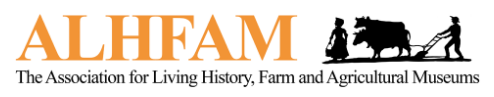 ALHFAM
The Association for Living History, Farm and Agricultural Museums